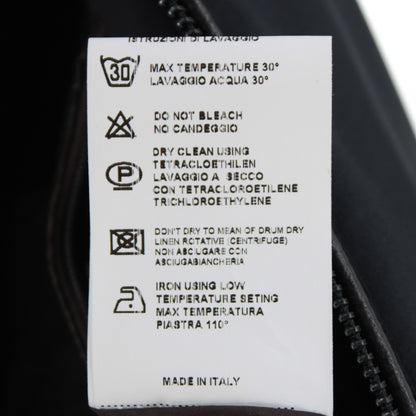 ISTRUZIONI DI LAVAGGIO
30
MAX TEMPERATURE 30°
LAVAGGIO ACQUA 30°
DO NOT BLEACH
NO CANDEGGIO
P
DRY CLEAN USING
TETRACLOETHILEN
LAVAGGIO A SECCO
CON TETRACLOROETILENE
TRICHLOROETHYLENE
DON'T DRY TO MEAN OF DRUM DRY
LINEN ROTATIVE (CENTRIFUGE)
NON ASCIUGARE CON
ASCIUGABIANCHERIA
IRON USING LOW
TEMPERATURE SETING
MAX TEMPERATURA
PIASTRA 110°
MADE IN ITALY